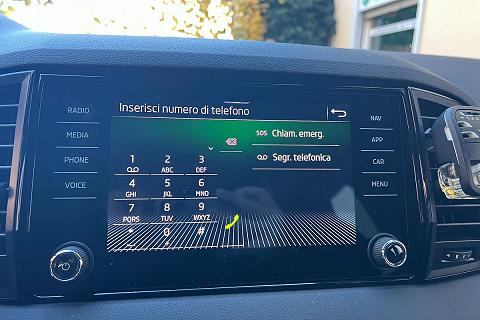 Inserisci numero di telefono
RADIO
MEDIA
PHONE
VOICE
SOS Chiam. emerg.
Segr. telefonica
1 2 3
ABC DEF
4 5 6
GHI JKL MNO
7 8 9
PQRS TUV WXYZ
* 0 #
NAV
APP
CAR
MENU